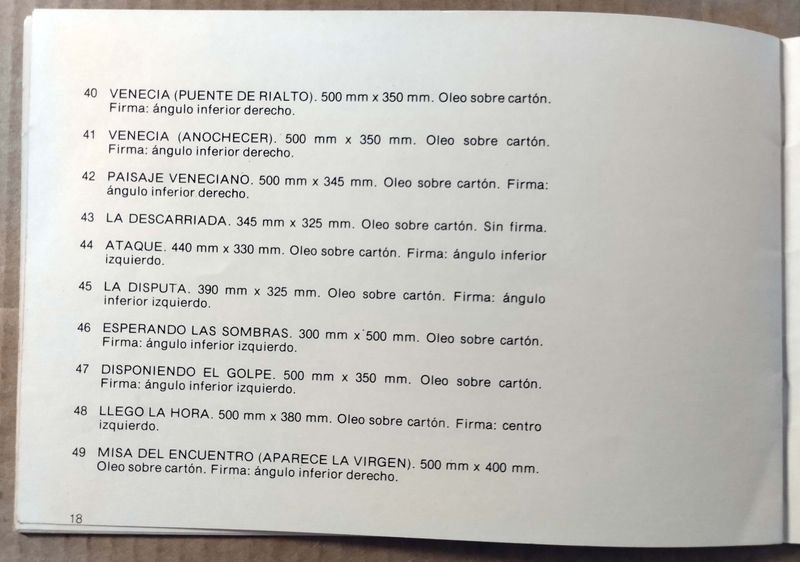 40 VENECIA (PUENTE DE RIALTO). 500 mm x 350 mm. Oleo sobre cartón.
Firma: ángulo inferior derecho.
41 VENECIA (ANOCHECER). 500 mm x 350 mm. Oleo sobre cartón.
Firma: ángulo inferior derecho.
42 PAISAJE VENECIANO. 500 mm x 345 mm. Oleo sobre cartón. Firma:
ángulo inferior derecho.
43 LA DESCARRIADA. 345 mm x 325 mm. Oleo sobre cartón. Sin firma.
44 ATAQUE. 440 mm x 330 mm. Oleo sobre cartón. Firma: ángulo inferior
izquierdo.
45 LA DISPUTA. 390 mm x 325 mm. Oleo sobre cartón. Firma: ángulo
inferior izquierdo.
46 ESPERANDO LAS SOMBRAS. 300 mm x 500 mm. Oleo sobre cartón.
Firma: ángulo inferior izquierdo.
47 DISPONIENDO EL GOLPE. 500 mm x 350 mm. Oleo sobre cartón.
Firma: ángulo inferior izquierdo.
48 LLEGO LA HORA. 500 mm x 380 mm. Oleo sobre cartón. Firma: centro
izquierdo.
49 MISA DEL ENCUENTRO (APARECE LA VIRGEN). 500 mm x 400 mm.
Oleo sobre cartón. Firma: ángulo inferior derecho.
18